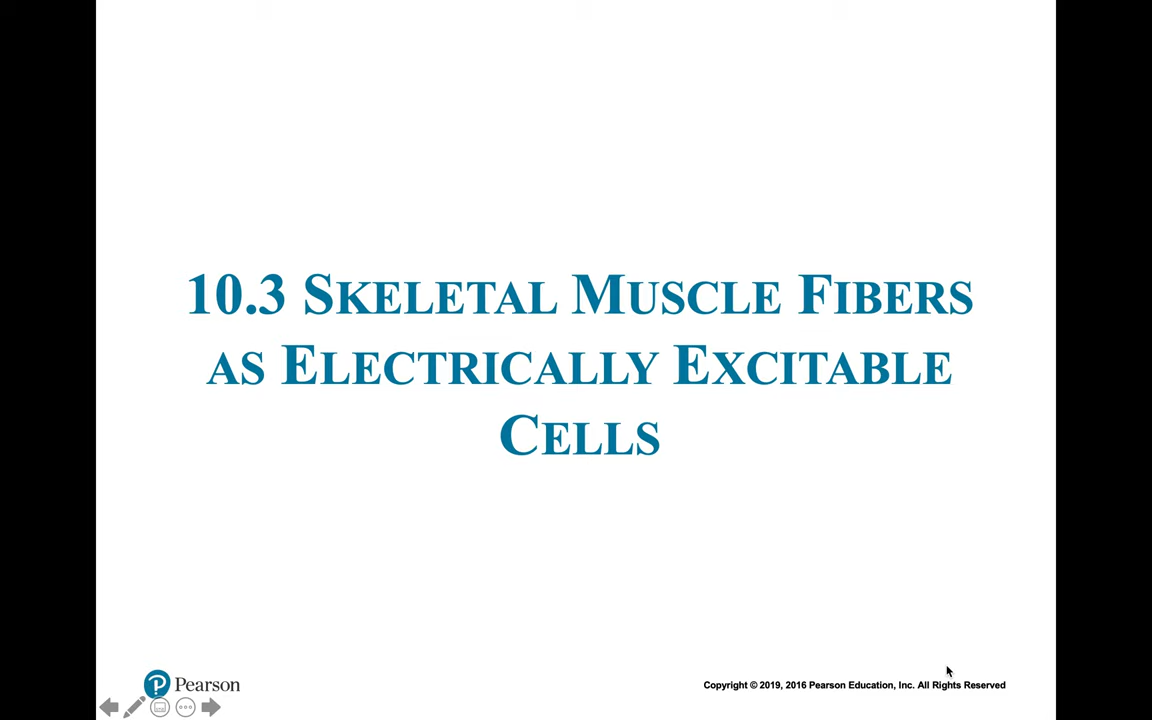 10.3 SKELETAL MUSCLE FIBERS
AS ELECTRICALLY EXCITABLE
CELLS
Pearson
Copyright © 2019, 2016 Pearson Education, Inc. All Rights Reserved